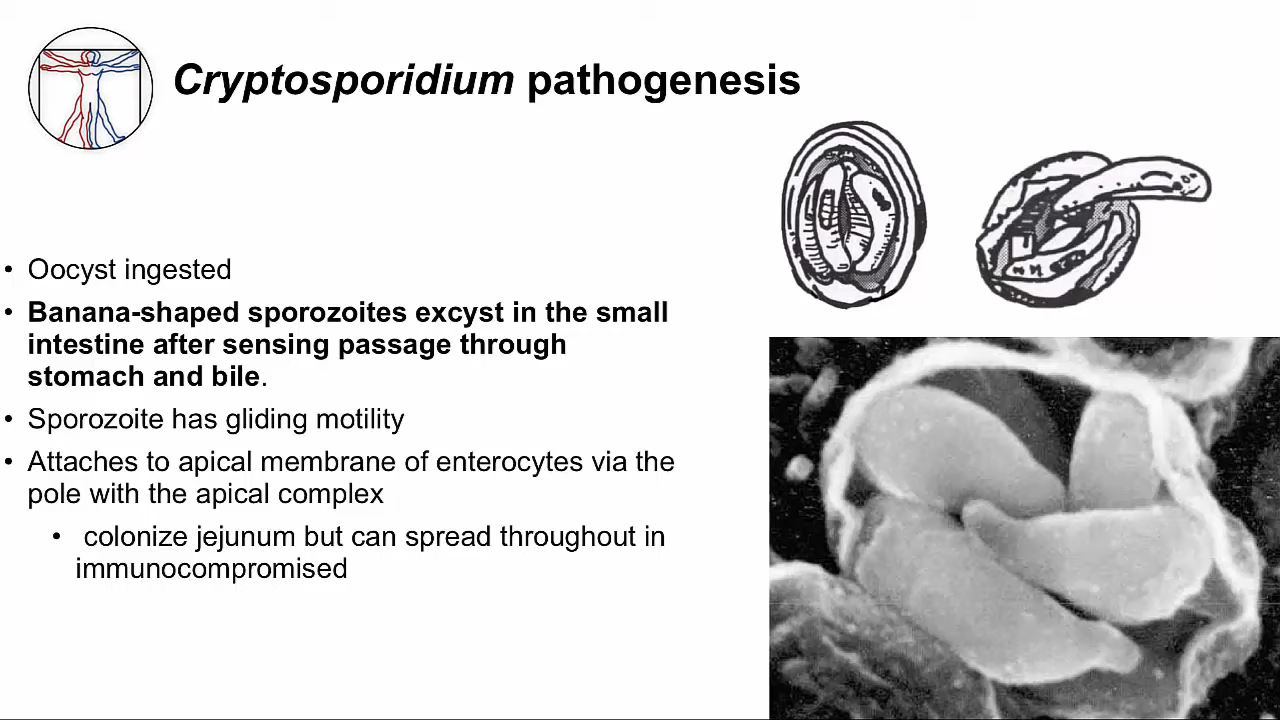 Cryptosporidium pathogenesis
• Oocyst ingested
• Banana-shaped sporozoites excyst in the small
intestine after sensing passage through
stomach and bile.
• Sporozoite has gliding motility
• Attaches to apical membrane of enterocytes via the
pole with the apical complex
• colonize jejunum but can spread throughout in
immunocompromised